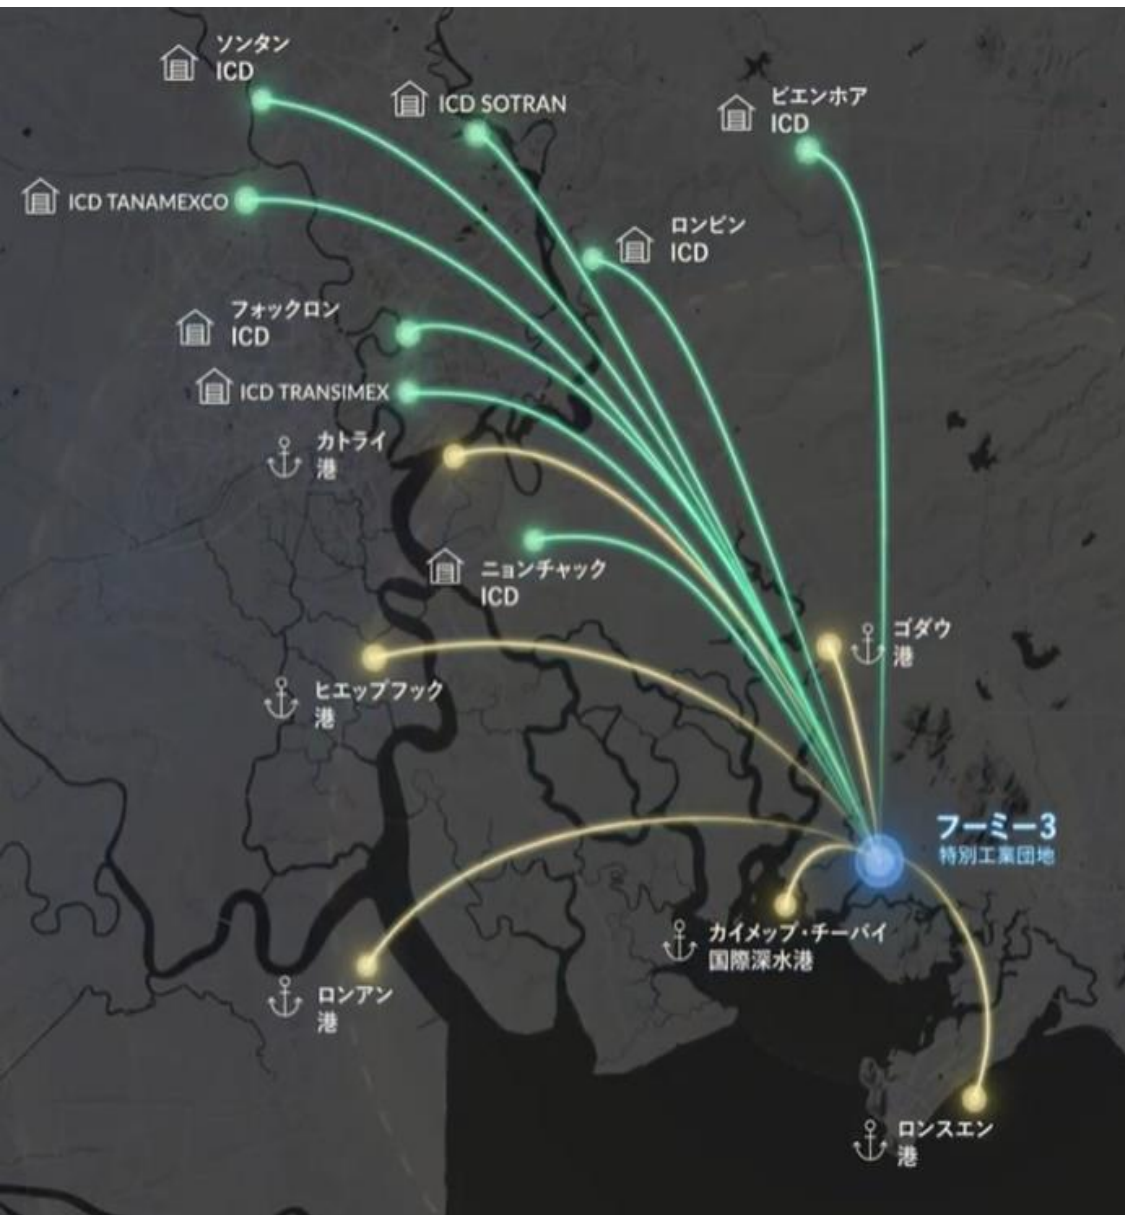 ソンタン
ICD
ICD SOTRAN
ビエンホア
ICD
ICD TANAMEXCO
ロンビン
ICD
フォックロン
ICD
ICD TRANSIMEX
カトライ
港
ニョンチャック
ICD
ゴダウ
港
ヒエップフック
港
フーミー3
特別工業団地
カイメップ・チーバイ
国際深水港
ロンアン
港
ロンスエン
港